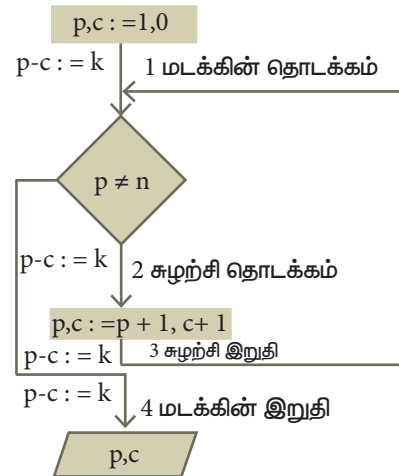 p,c : =1,0
p-c : = k
1 மடக்கின் தொடக்கம்
p ≠ n
p-c : = k
2 சுழற்சி தொடக்கம்
p,c : =p + 1, c+ 1
p-c : = k
3 சுழற்சி இறுதி
p-c : = k
4 மடக்கின் இறுதி
p,c